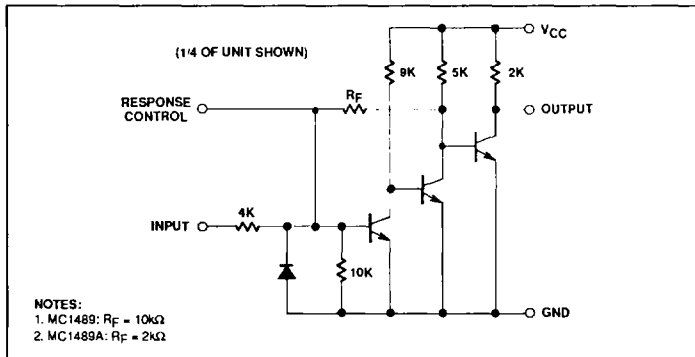 (1/4 OF UNIT SHOWN)
VCC
9K
5K
2K
RESPONSE
CONTROL
RF
OUTPUT
INPUT
4K
10K
GND
NOTES:
1. MC1489: RF = 10kΩ
2. MC1489A: RF = 2kΩ